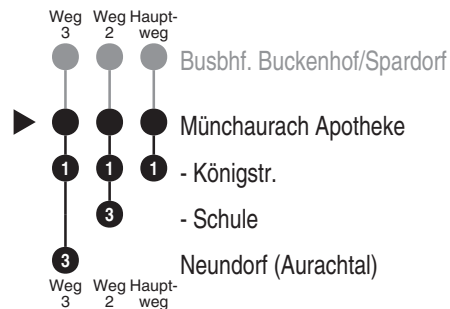 Weg Weg Haupt-
3 2 weg
Busbhf. Buckenhof/Spardorf
Münchaurach Apotheke
1 1 1 - Königstr.
3 - Schule
3 Neundorf (Aurachtal)
Weg Weg Haupt-
3 2 weg